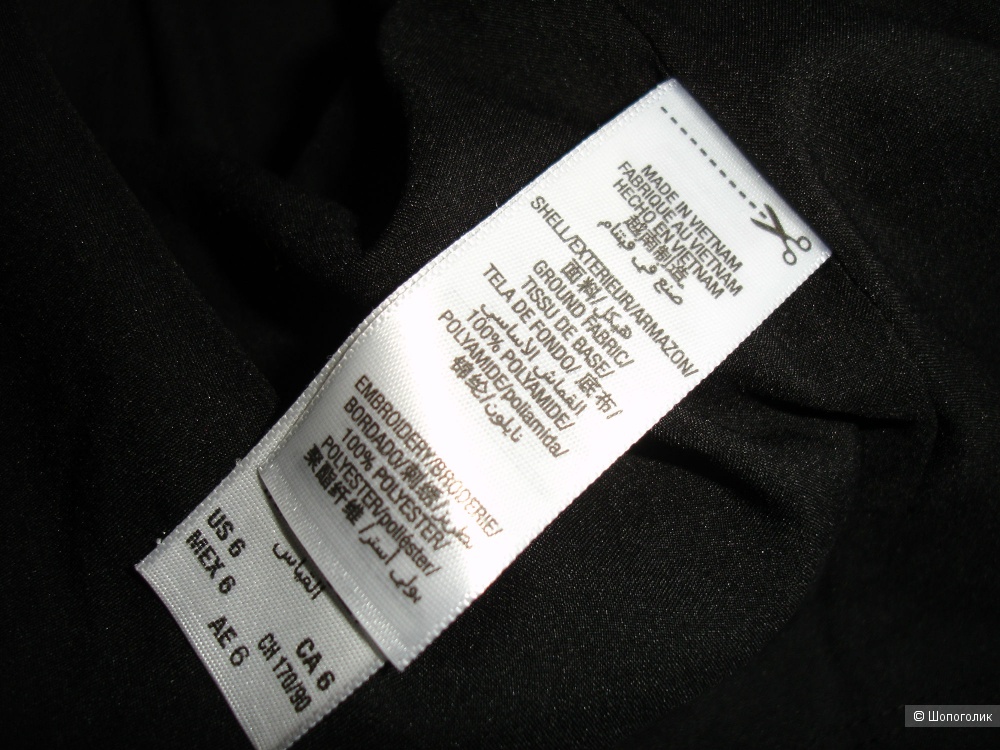 MADE IN VIETNAM
FABRIQUE AU VIETNAM
HECHO EN VIETNAM
越南制造
صنع في فيتنام
SHELL/EXTERIEUR/ARMAZON/
面料/هيكل
GROUND FABRIC/
TISSU DE BASE/
TELA DE FONDO/ 底布/
القماش الأساسي
100% POLYAMIDE/
POLYAMIDE/poliamida/
锦纶/نايلون
EMBROIDERY/BRODERIE/
BORDADO/刺绣/تطريز
100% POLYESTER/
POLYESTER/poliéster/
聚酯纤维/بولي أستر
US 6
MEX 6
القياس
AE 6
CA 6
CH 170/90
© Шопоголик